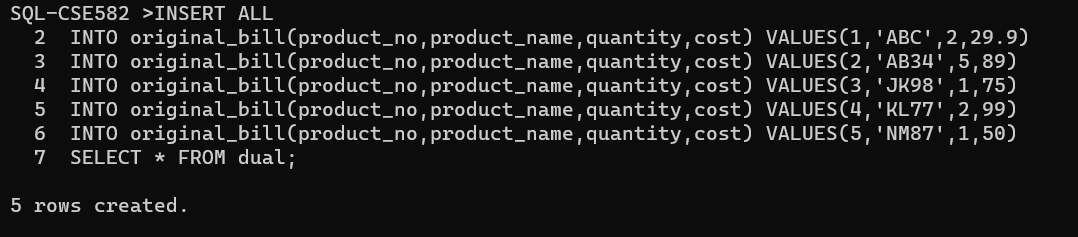 SQL-CSE582 >INSERT ALL
  2  INTO original_bill(product_no,product_name,quantity,cost) VALUES(1,'ABC',2,29.9)
  3  INTO original_bill(product_no,product_name,quantity,cost) VALUES(2,'AB34',5,89)
  4  INTO original_bill(product_no,product_name,quantity,cost) VALUES(3,'JK98',1,75)
  5  INTO original_bill(product_no,product_name,quantity,cost) VALUES(4,'KL77',2,99)
  6  INTO original_bill(product_no,product_name,quantity,cost) VALUES(5,'NM87',1,50)
  7  SELECT * FROM dual;
5 rows created.